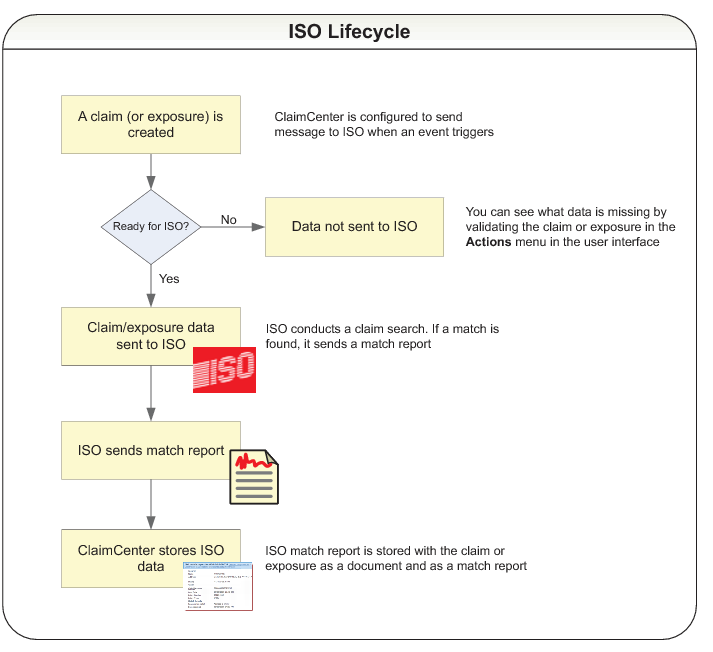 ISO Lifecycle
A claim (or exposure) is
created
ClaimCenter is configured to send
message to ISO when an event triggers
Ready for ISO?
No
Data not sent to ISO
You can see what data is missing by
validating the claim or exposure in the
Actions menu in the user interface
Yes
Claim/exposure data
sent to ISO
ISO
ISO conducts a claim search. If a match is
found, it sends a match report
ISO sends match report
ClaimCenter stores ISO
data
ISO match report is stored with the claim or
exposure as a document and as a match report